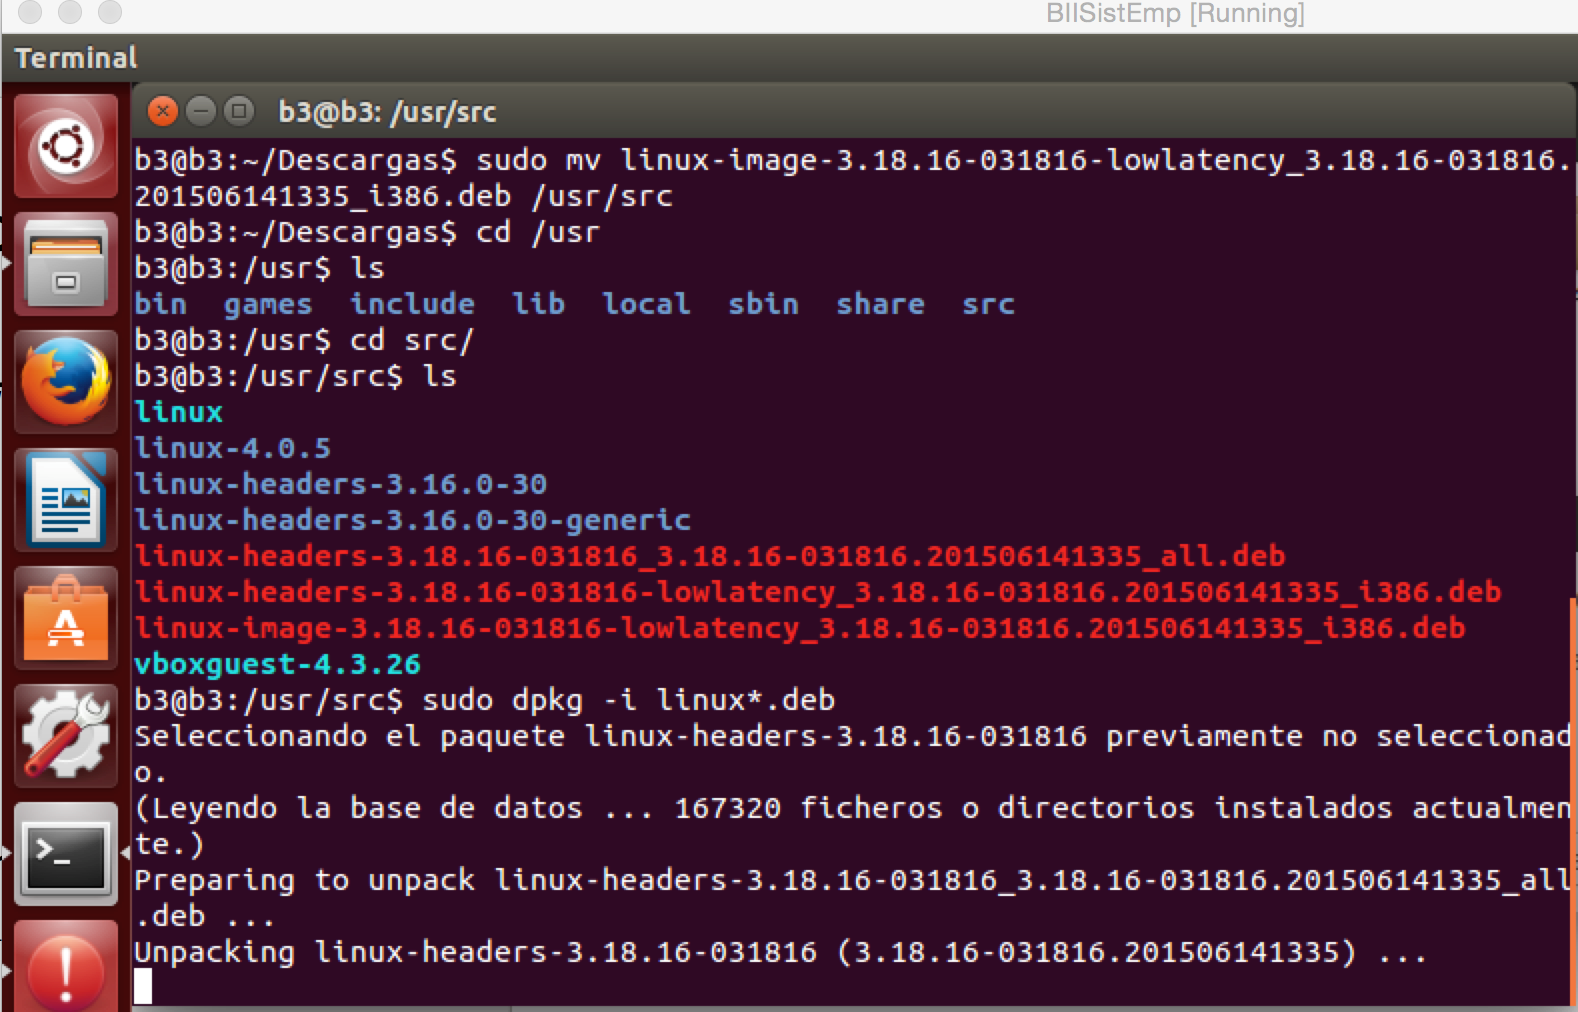 BIISistEmp [Running]
Terminal
b3@b3: /usr/src
b3@b3:~/Descargas$ sudo mv linux-image-3.18.16-031816-lowlatency_3.18.16-031816.
201506141335_i386.deb /usr/src
b3@b3:~/Descargas$ cd /usr
b3@b3:/usr$ ls
bin  games  include  lib  local  sbin  share  src
b3@b3:/usr$ cd src/
b3@b3:/usr/src$ ls
linux
linux-4.0.5
linux-headers-3.16.0-30
linux-headers-3.16.0-30-generic
linux-headers-3.18.16-031816_3.18.16-031816.201506141335_all.deb
linux-headers-3.18.16-031816-lowlatency_3.18.16-031816.201506141335_i386.deb
linux-image-3.18.16-031816-lowlatency_3.18.16-031816.201506141335_i386.deb
vboxguest-4.3.26
b3@b3:/usr/src$ sudo dpkg -i linux*.deb
Seleccionando el paquete linux-headers-3.18.16-031816 previamente no seleccionad
o.
(Leyendo la base de datos ... 167320 ficheros o directorios instalados actualmen
te.)
Preparing to unpack linux-headers-3.18.16-031816_3.18.16-031816.201506141335_all
.deb ...
Unpacking linux-headers-3.18.16-031816 (3.18.16-031816.201506141335) ...